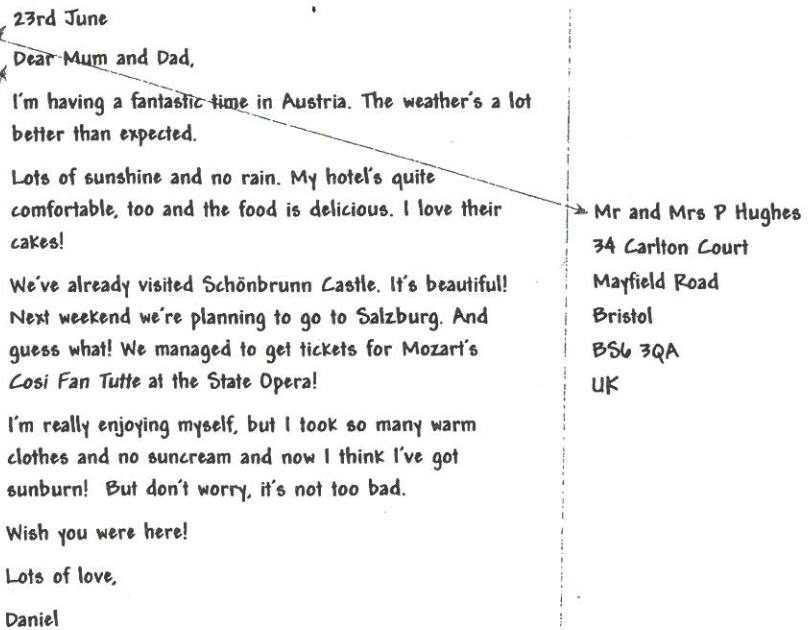 23rd June
Dear Mum and Dad,
I'm having a fantastic time in Austria. The weather's a lot
better than expected.
Lots of sunshine and no rain. My hotel's quite
comfortable, too and the food is delicious. I love their
cakes!
We've already visited Schönbrunn Castle. It's beautiful!
Next weekend we're planning to go to Salzburg. And
guess what! We managed to get tickets for Mozart's
Cosi Fan Tutte at the State Opera!
I'm really enjoying myself, but I took so many warm
clothes and no suncream and now I think I've got
sunburn! But don't worry, it's not too bad.
Wish you were here!
Lots of love,
Daniel
Mr and Mrs P Hughes
34 Carlton Court
Mayfield Road
Bristol
BS6 3QA
UK